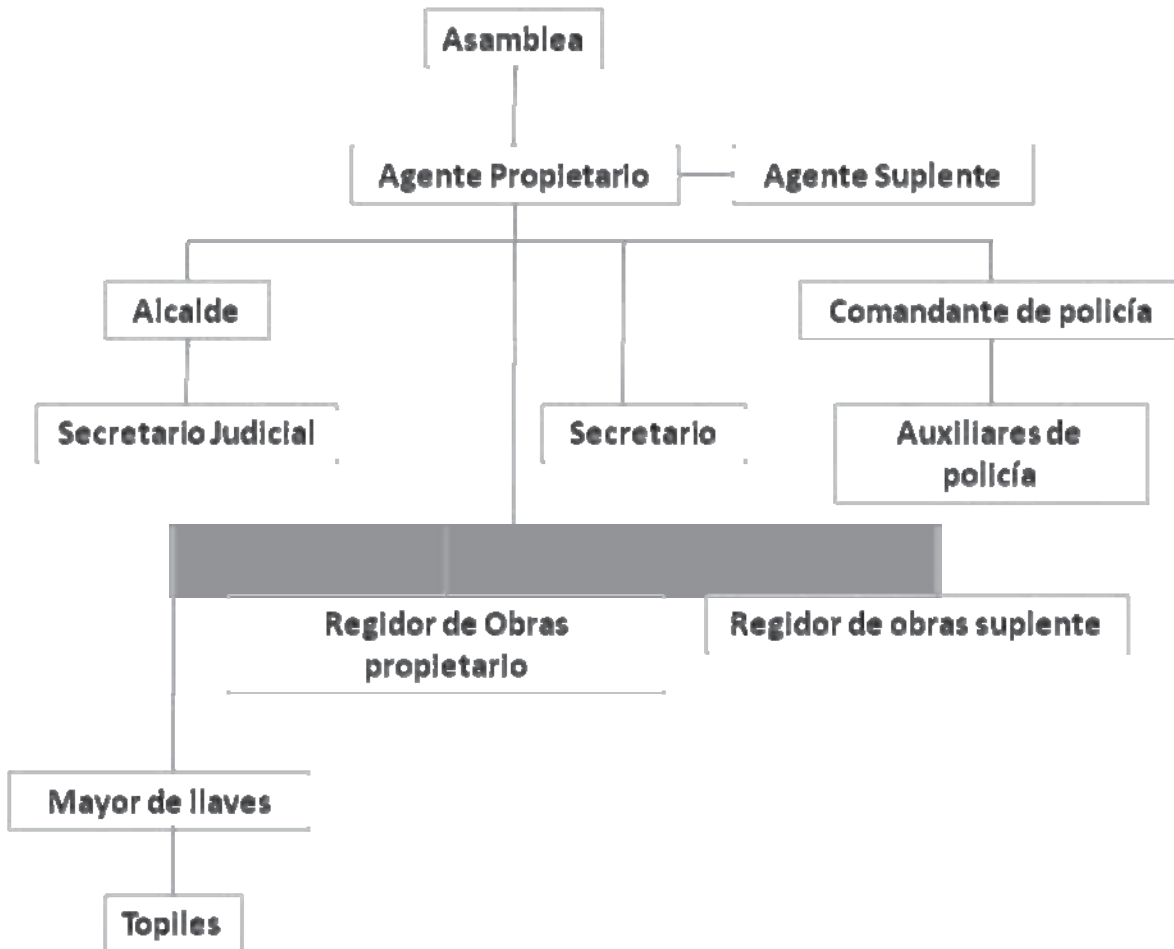 Asamblea
Agente Propietario
Agente Suplente
Alcalde
Comandante de policía
Secretario Judicial
Secretario
Auxiliares de
policía
Regidor de Obras
propietario
Regidor de obras suplente
Mayor de llaves
Topiles